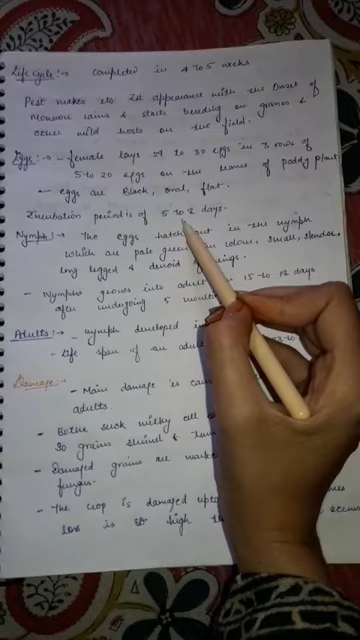 Life Cycle :→ Completed in 4 to 5 weeks
Pest makes its 1st appearance with the Onset of
Monsoon rains & starts breeding on grasses &
other wild hosts on the field.
Eggs :→ - female lays 24 to 30 eggs in 2 rows of
5 to 20 eggs on the leaves of paddy plant
- eggs are Black, oval, flat.
Incubation period is of 5 to 8 days.
Nymph :→ The eggs hatch out in the nymph
which are pale green in colour, small, slender,
long legged & devoid of wings.
- Nymphs grows into adult 15 to 18 days
after undergoing 5
Adults :→ - nymph developed in
- Life span of an adult
Damage :-
- Main damage is
adults.
- Bothe suck milky
So grains &
- Damaged grains are
fungus.
- The crop is damaged upto
loss is so high